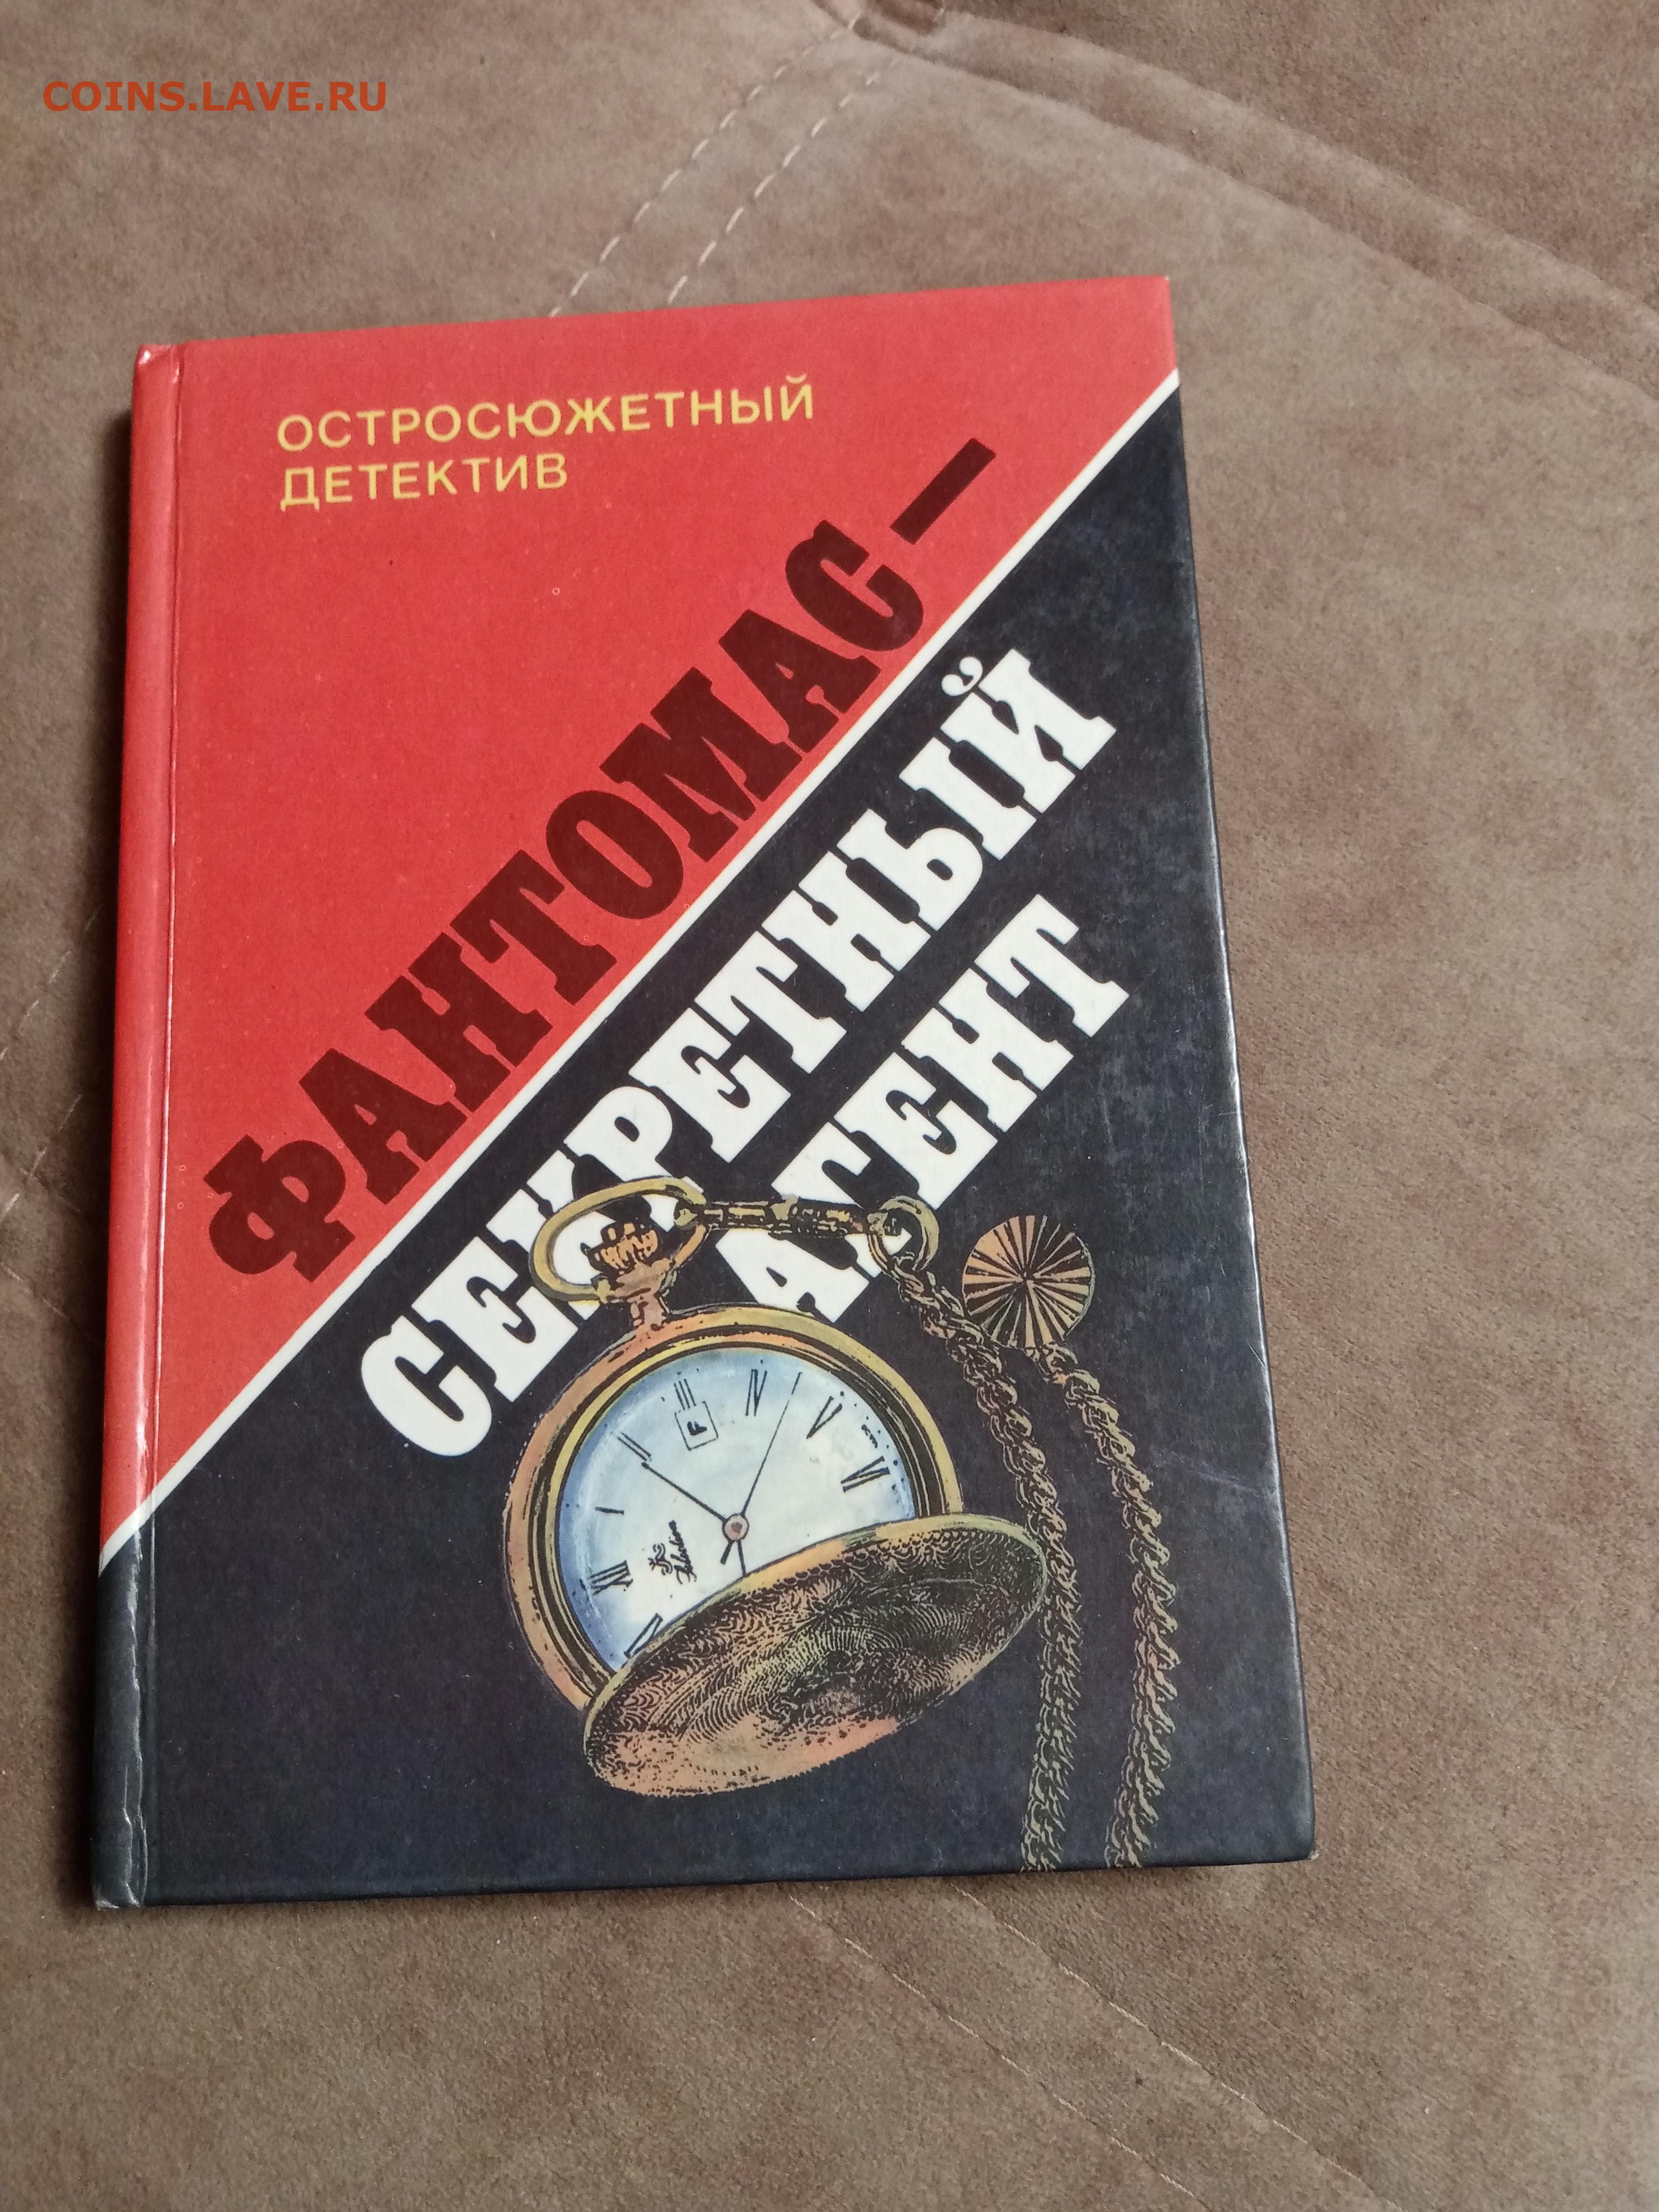 COINS.LAVE.RU
ОСТРОСЮЖЕТНЫЙ
ДЕТЕКТИВ
ФАНТОМАС —
СЕКРЕТНЫЙ
АГЕНТ